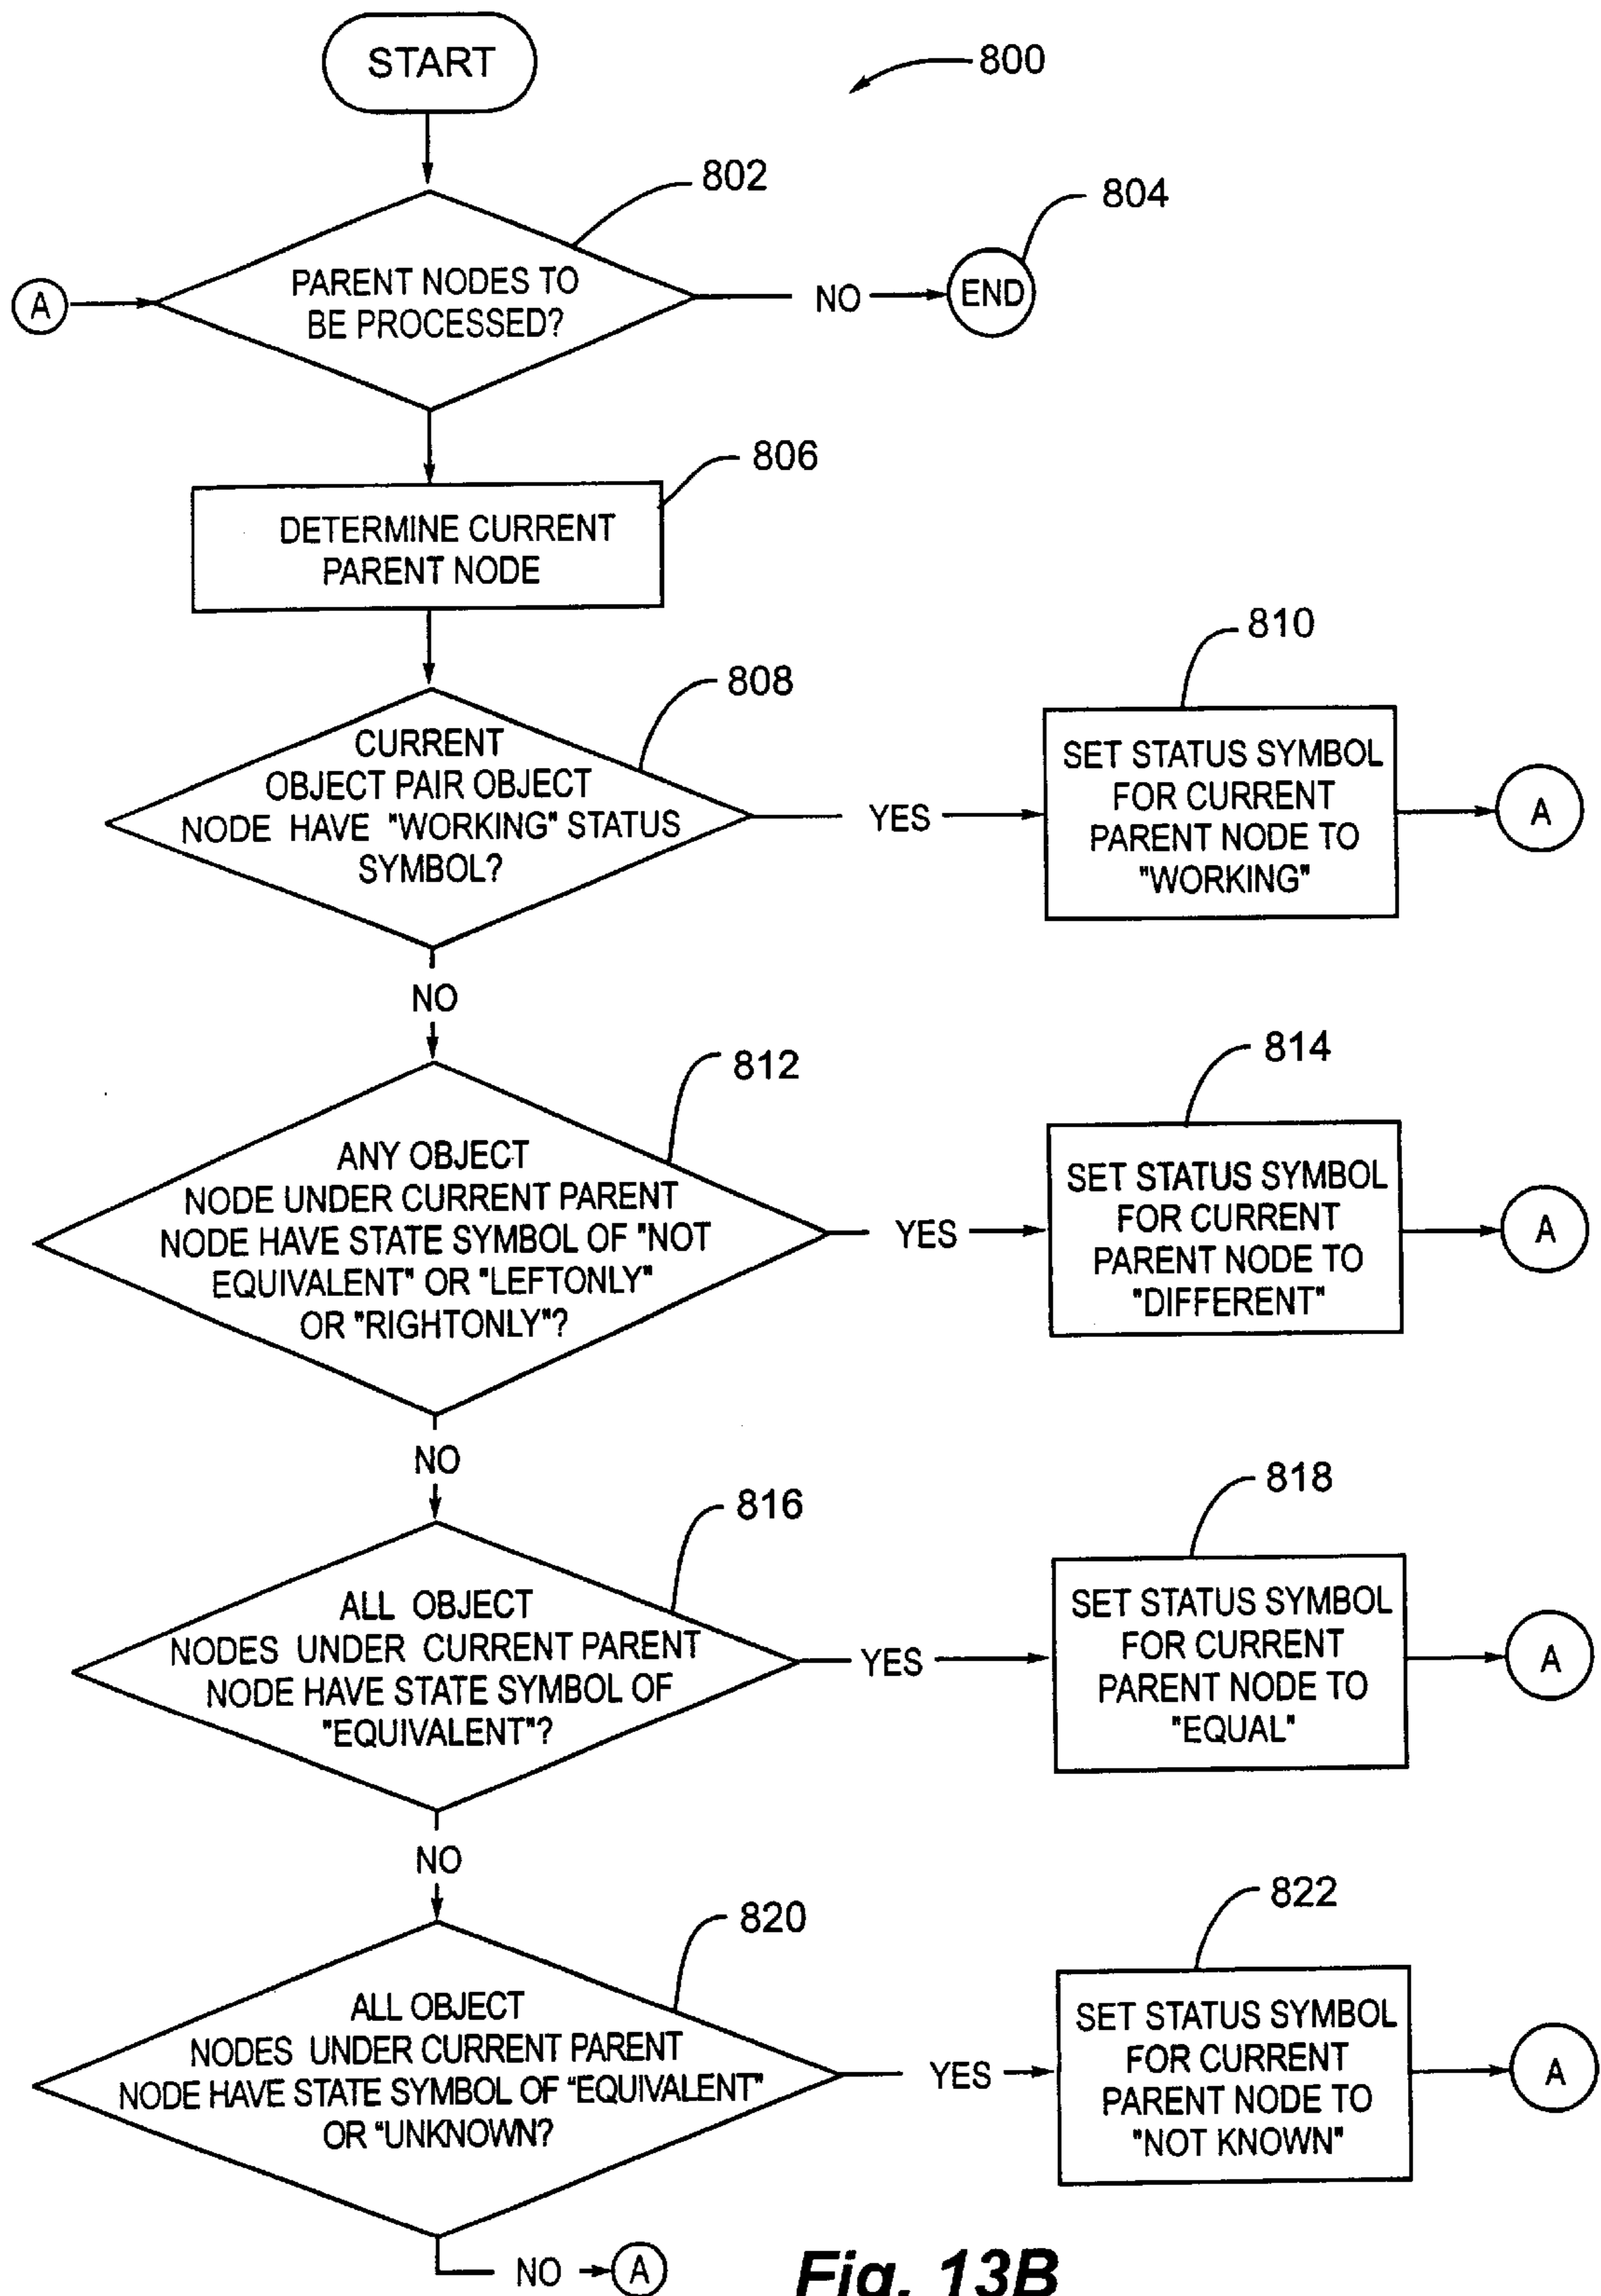 START
800
802
804
A
PARENT NODES TO
BE PROCESSED?
NO
END
806
DETERMINE CURRENT
PARENT NODE
808
CURRENT
OBJECT PAIR OBJECT
NODE HAVE "WORKING" STATUS
SYMBOL?
YES
810
SET STATUS SYMBOL
FOR CURRENT
PARENT NODE TO
"WORKING"
A
NO
812
ANY OBJECT
NODE UNDER CURRENT PARENT
NODE HAVE STATE SYMBOL OF "NOT
EQUIVALENT" OR "LEFTONLY"
OR "RIGHTONLY"?
YES
814
SET STATUS SYMBOL
FOR CURRENT
PARENT NODE TO
"DIFFERENT"
A
NO
816
ALL OBJECT
NODES UNDER CURRENT PARENT
NODE HAVE STATE SYMBOL OF
"EQUIVALENT"?
YES
818
SET STATUS SYMBOL
FOR CURRENT
PARENT NODE TO
"EQUAL"
A
NO
820
ALL OBJECT
NODES UNDER CURRENT PARENT
NODE HAVE STATE SYMBOL OF "EQUIVALENT"
OR "UNKNOWN?
YES
822
SET STATUS SYMBOL
FOR CURRENT
PARENT NODE TO
"NOT KNOWN"
A
NO
A
Fig. 13B